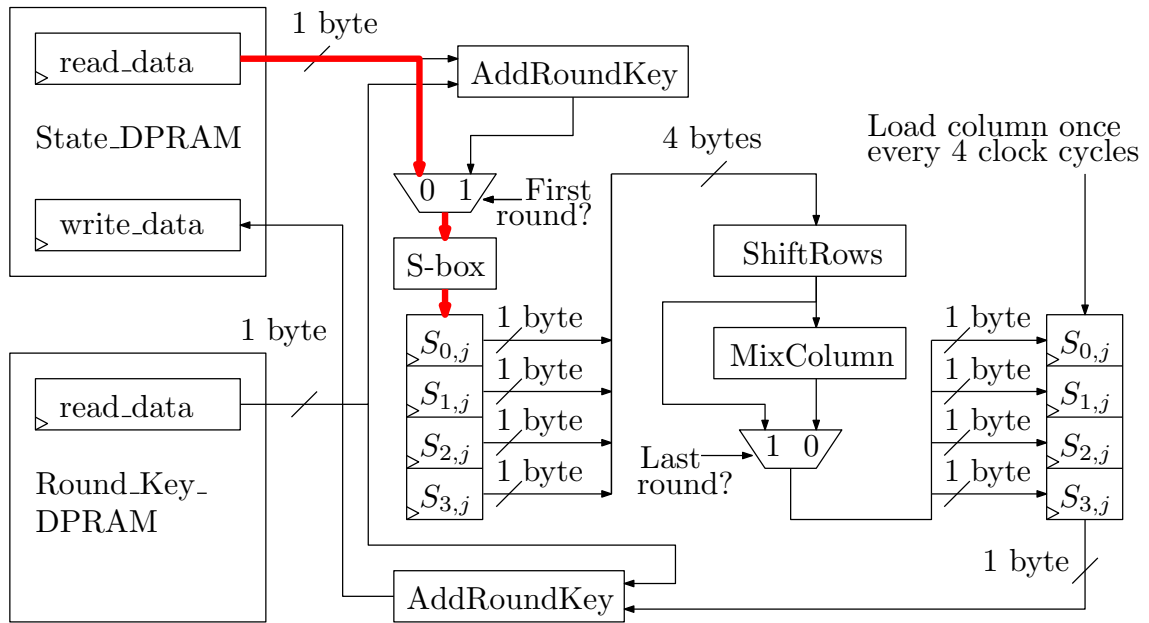 1 byte
read_data
AddRoundKey
State_DPRAM
4 bytes
Load column once
every 4 clock cycles
0 1
First
round?
write_data
S-box
ShiftRows
1 byte
1 byte
1 byte
S0,j
MixColumn
S0,j
1 byte
1 byte
read_data
S1,j
S1,j
1 byte
1 byte
S2,j
1 0
S2,j
Last
round?
1 byte
1 byte
Round_Key_
DPRAM
S3,j
S3,j
1 byte
AddRoundKey